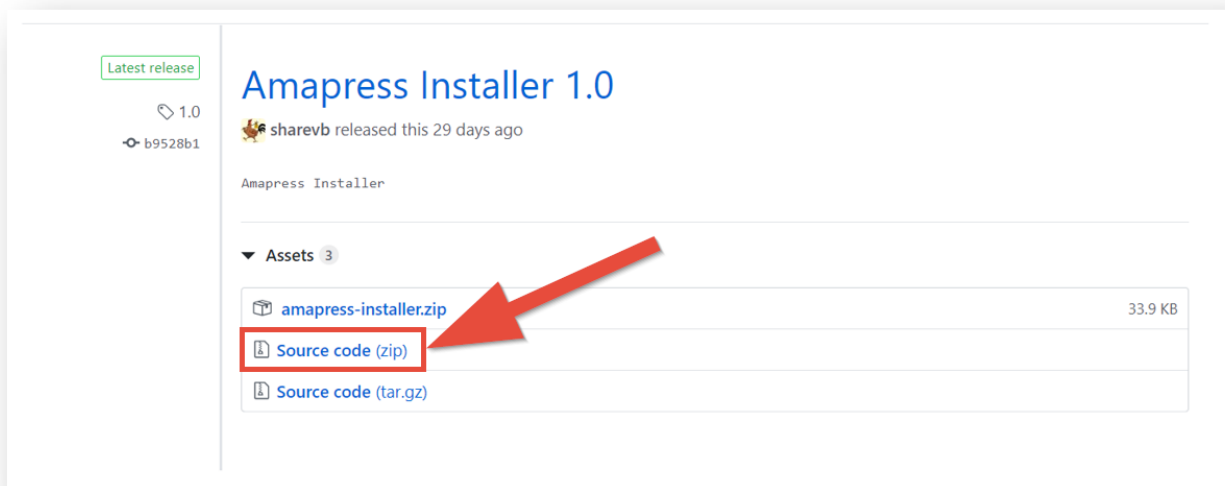 Latest release
1.0
b9528b1
Amapress Installer 1.0
sharevb released this 29 days ago
Amapress Installer
Assets 3
amapress-installer.zip 33.9 KB
Source code (zip)
Source code (tar.gz)